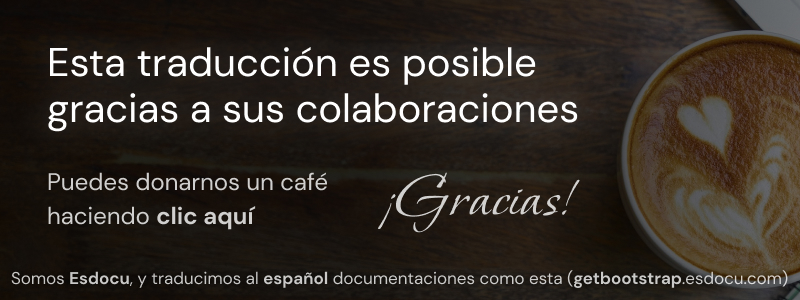 Esta traducción es posible
gracias a sus colaboraciones
Puedes donarnos un café
haciendo clic aquí
¡Gracias!
Somos Esdocu, y traducimos al español documentaciones como esta (getbootstrap.esdocu.com)